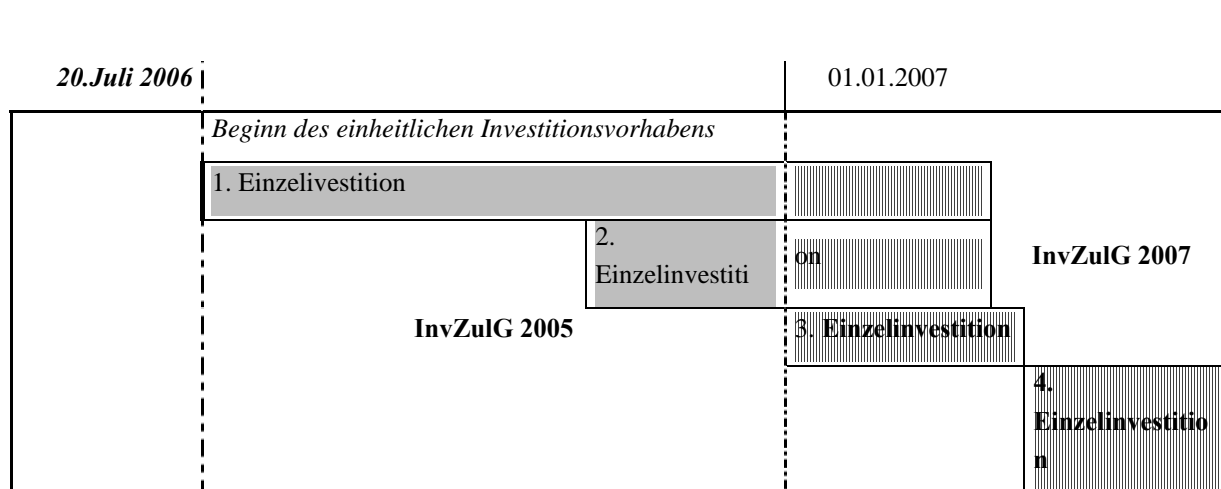 20.Juli 2006 01.01.2007
Beginn des einheitlichen Investitionsvorhabens
1. Einzelivestition
2.
Einzelinvestiti on
InvZulG 2007
InvZulG 2005
3. Einzelinvestition
4.
Einzelinvestitio
n